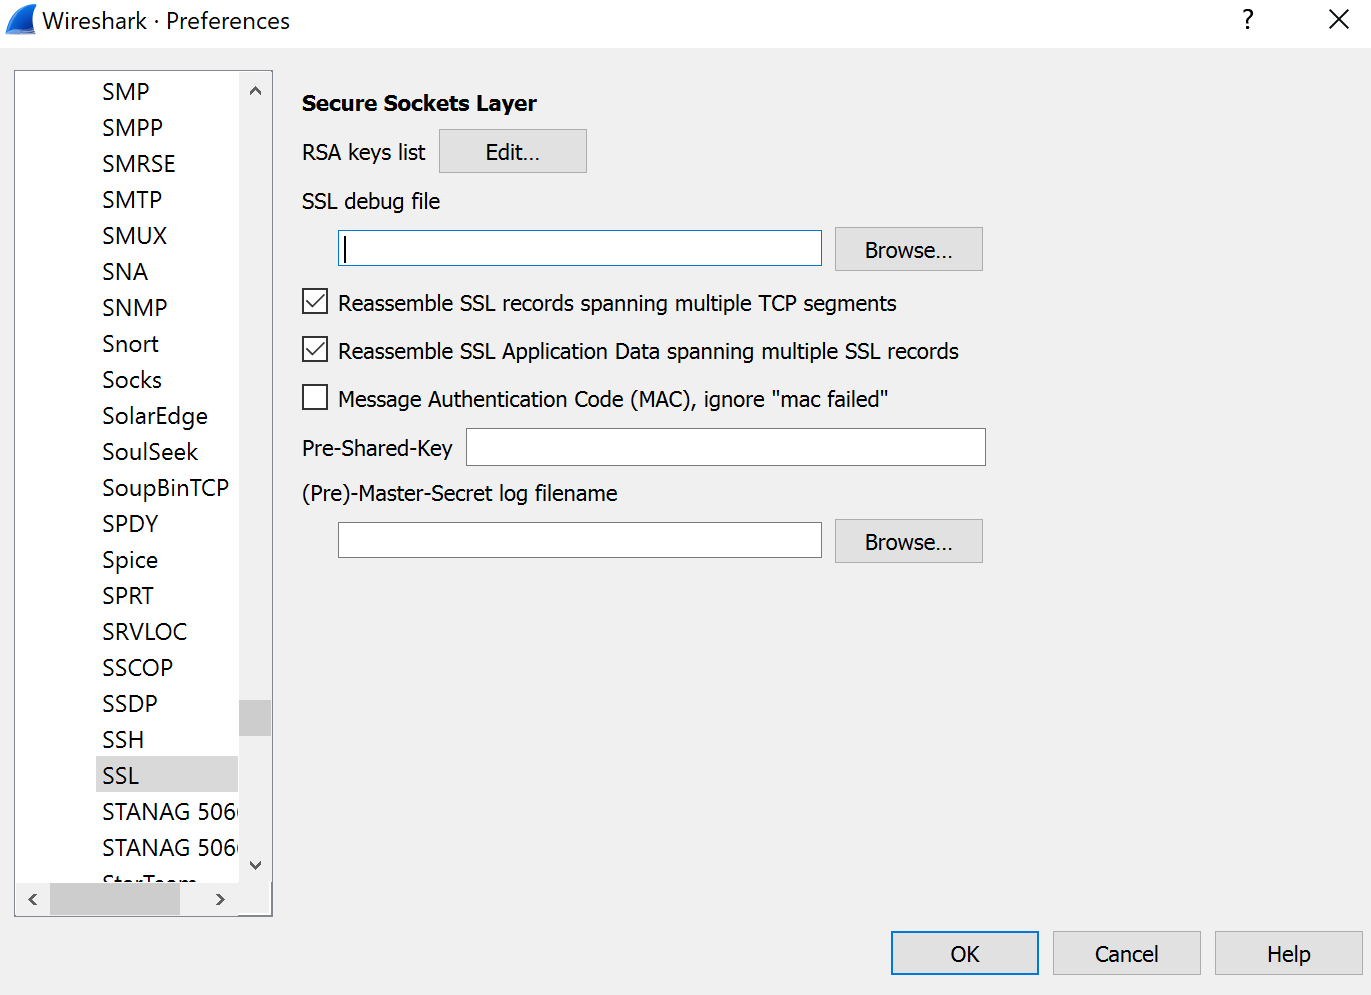 Wireshark · Preferences
?
SMP
SMPP
SMRSE
SMTP
SMUX
SNA
SNMP
Snort
Socks
SolarEdge
SoulSeek
SoupBinTCP
SPDY
Spice
SPRT
SRVLOC
SSCOP
SSDP
SSH
SSL
STANAG 506
STANAG 506
StarTeam
Secure Sockets Layer
RSA keys list Edit...
SSL debug file
Browse...
Reassemble SSL records spanning multiple TCP segments
Reassemble SSL Application Data spanning multiple SSL records
Message Authentication Code (MAC), ignore "mac failed"
Pre-Shared-Key
(Pre)-Master-Secret log filename
Browse...
OK Cancel Help